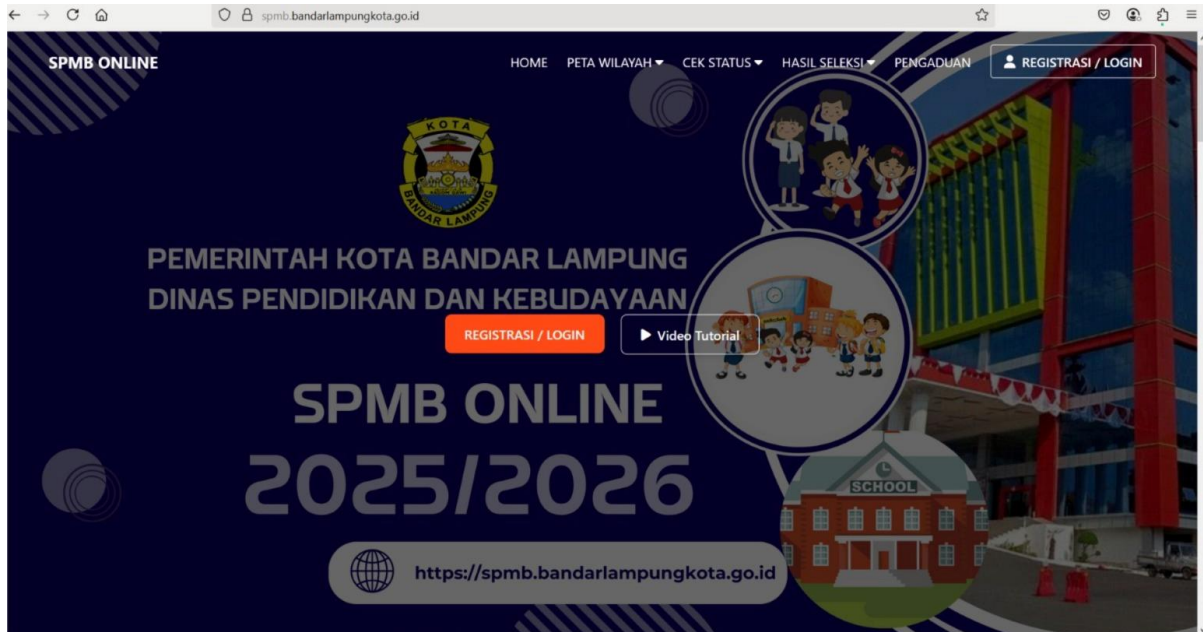 spmb.bandarlampungkota.go.id
SPMB ONLINE
HOME PETA WILAYAH CEK STATUS HASIL SELEKSI PENGADUAN REGISTRASI / LOGIN
KOTA
BANDAR LAMPUNG
PEMERINTAH KOTA BANDAR LAMPUNG
DINAS PENDIDIKAN DAN KEBUDAYAAN
REGISTRASI / LOGIN Video Tutorial
SPMB ONLINE
2025/2026
SCHOOL
https://spmb.bandarlampungkota.go.id